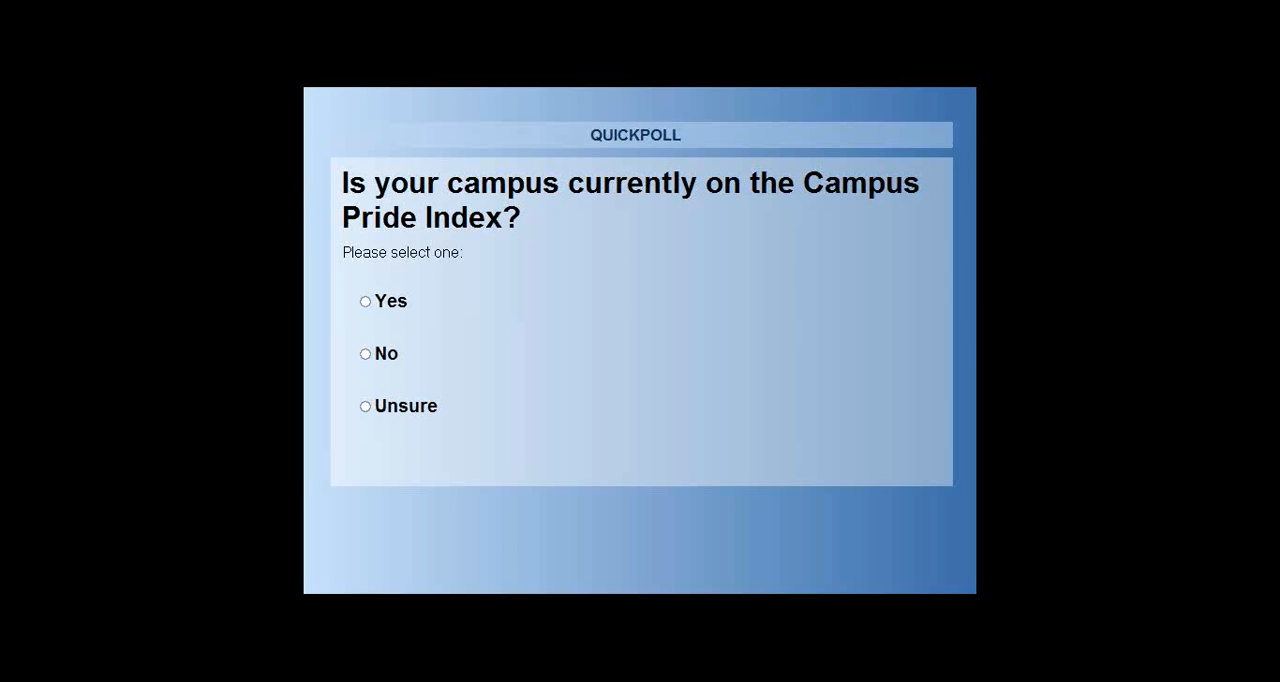 QUICKPOLL
Is your campus currently on the Campus
Pride Index?
Please select one:
Yes
No
Unsure